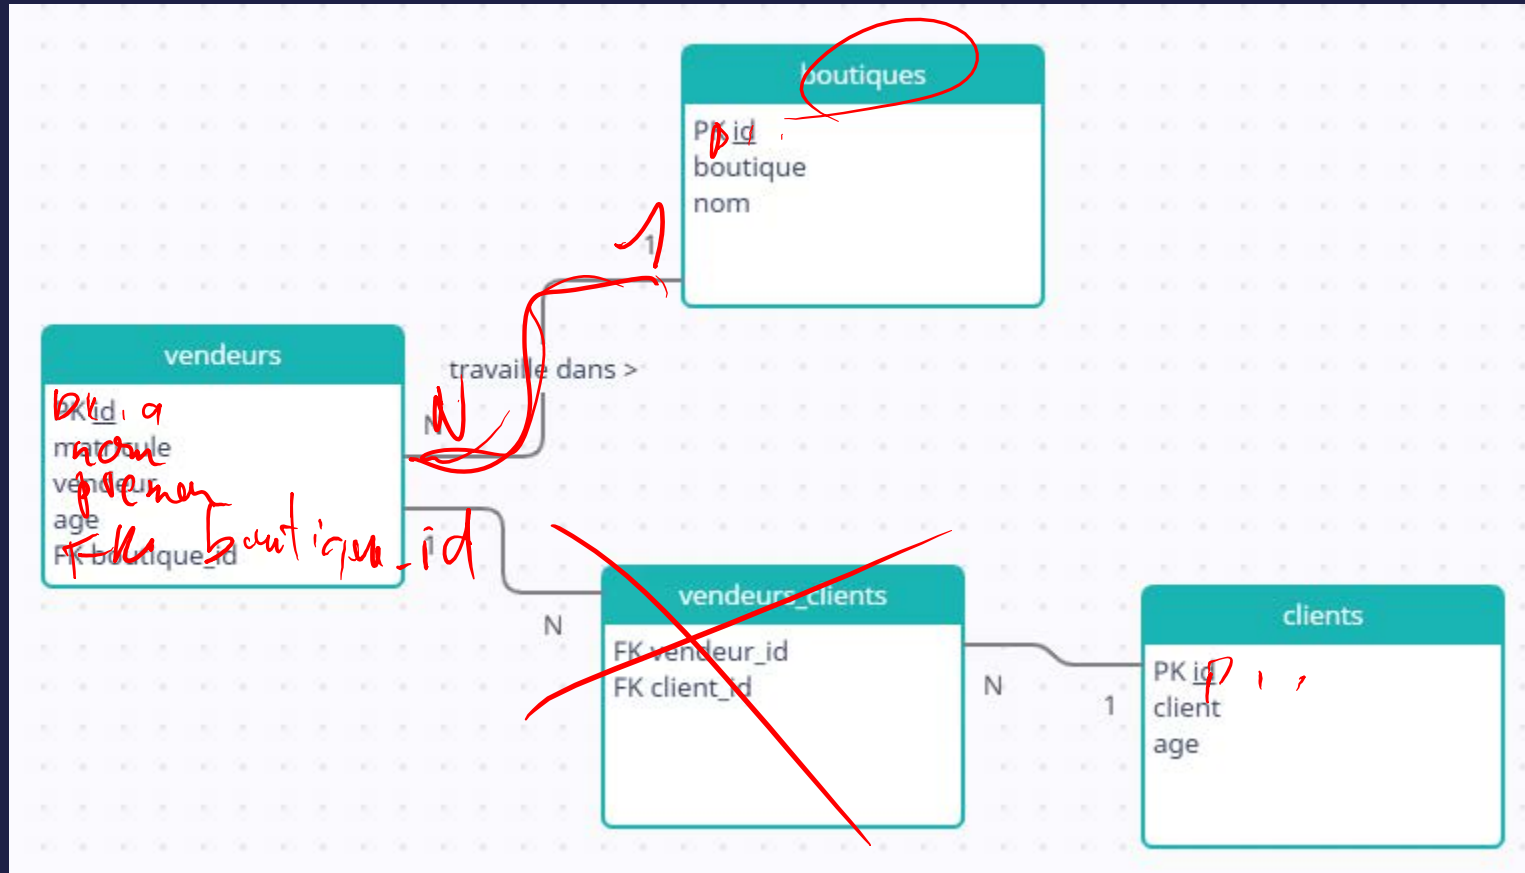 boutiques
PK id
boutique
nom
1
1
vendeurs
travaille dans >
PK id
N
N
matricule
nom
vendeur
age
FK boutique_id
boutique_id
1
N
vendeurs_clients
FK vendeur_id
FK client_id
N
1
clients
PK id
client
age